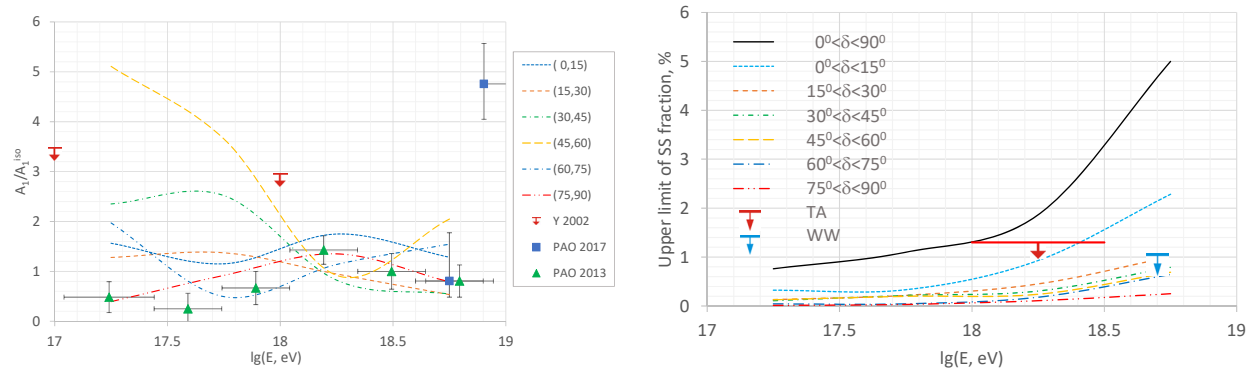 6
5
4
3
2
1
0
A₁/A₁ⁱˢᵒ
17
17.5
18
18.5
19
lg(E, eV)
( 0,15)
(15,30)
(30,45)
(45,60)
(60,75)
(75,90)
Y 2002
PAO 2017
PAO 2013
6
5
4
3
2
1
0
Upper limit of SS fraction, %
17
17.5
18
18.5
19
lg(E, eV)
0⁰<δ<90⁰
0⁰<δ<15⁰
15⁰<δ<30⁰
30⁰<δ<45⁰
45⁰<δ<60⁰
60⁰<δ<75⁰
75⁰<δ<90⁰
TA
WW